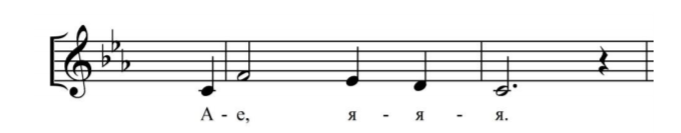 А - е, я - я - я.